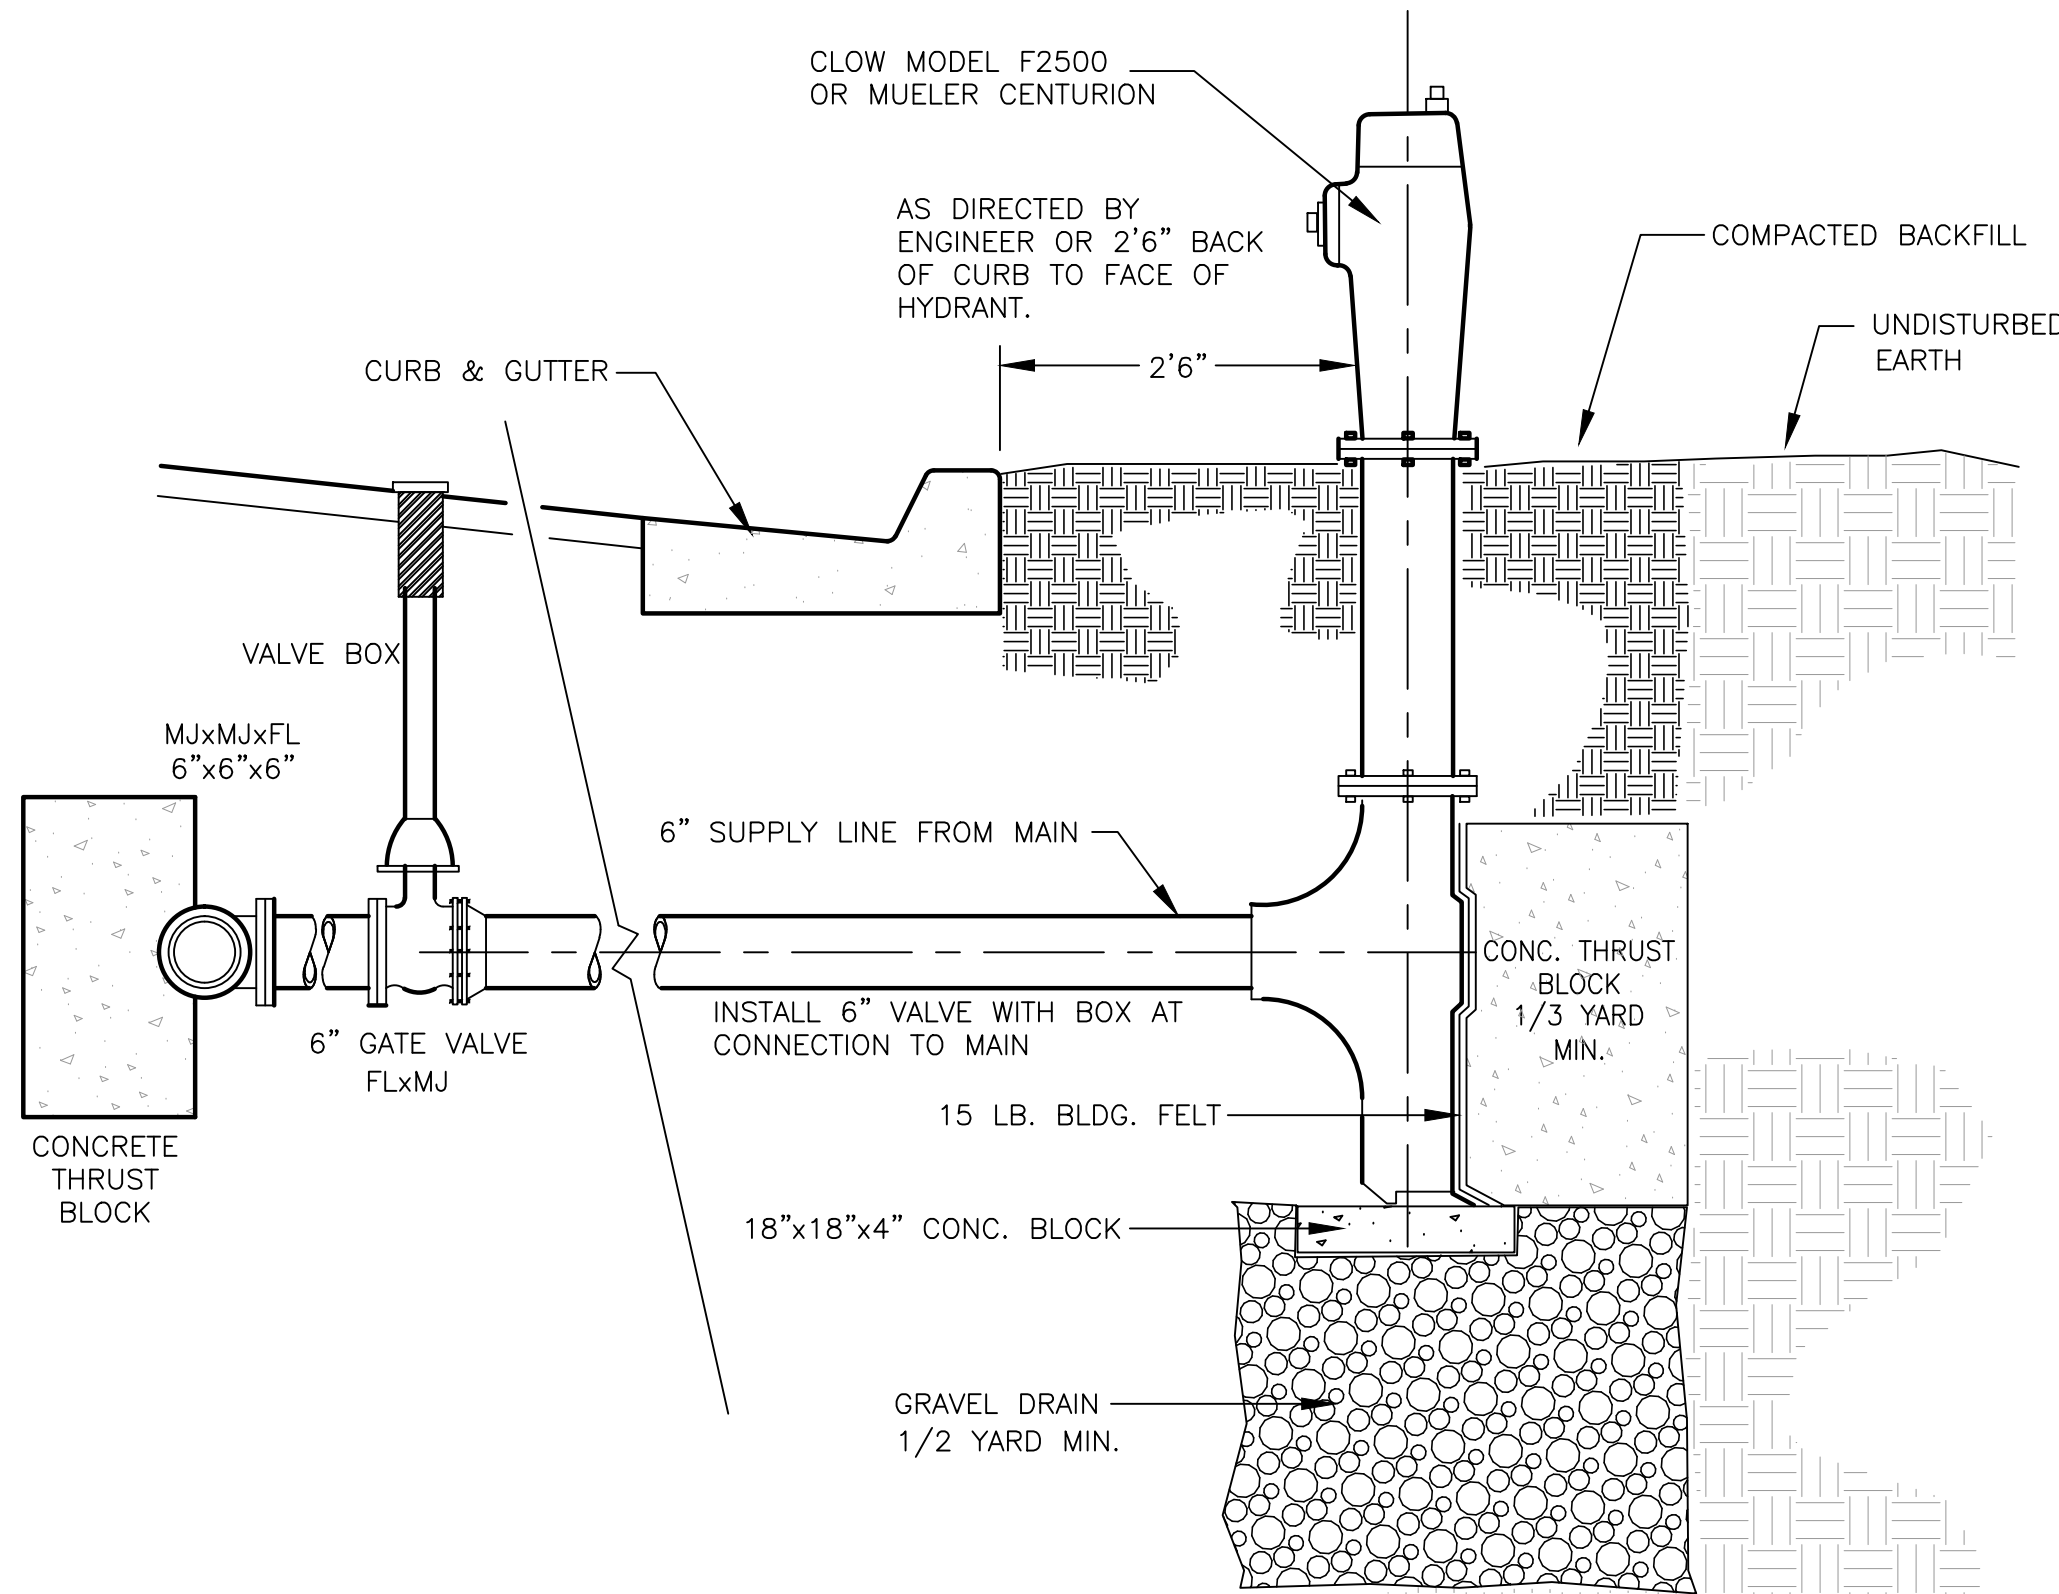 CLOW MODEL F2500
OR MUELER CENTURION
AS DIRECTED BY
ENGINEER OR 2'6" BACK
OF CURB TO FACE OF
HYDRANT.
COMPACTED BACKFILL
UNDISTURBED
EARTH
2'6"
CURB & GUTTER
VALVE BOX
MJxMJxFL
6"x6"x6"
6" SUPPLY LINE FROM MAIN
CONC. THRUST
BLOCK
1/3 YARD
MIN.
INSTALL 6" VALVE WITH BOX AT
CONNECTION TO MAIN
6" GATE VALVE
FLxMJ
15 LB. BLDG. FELT
CONCRETE
THRUST
BLOCK
18"x18"x4" CONC. BLOCK
GRAVEL DRAIN
1/2 YARD MIN.